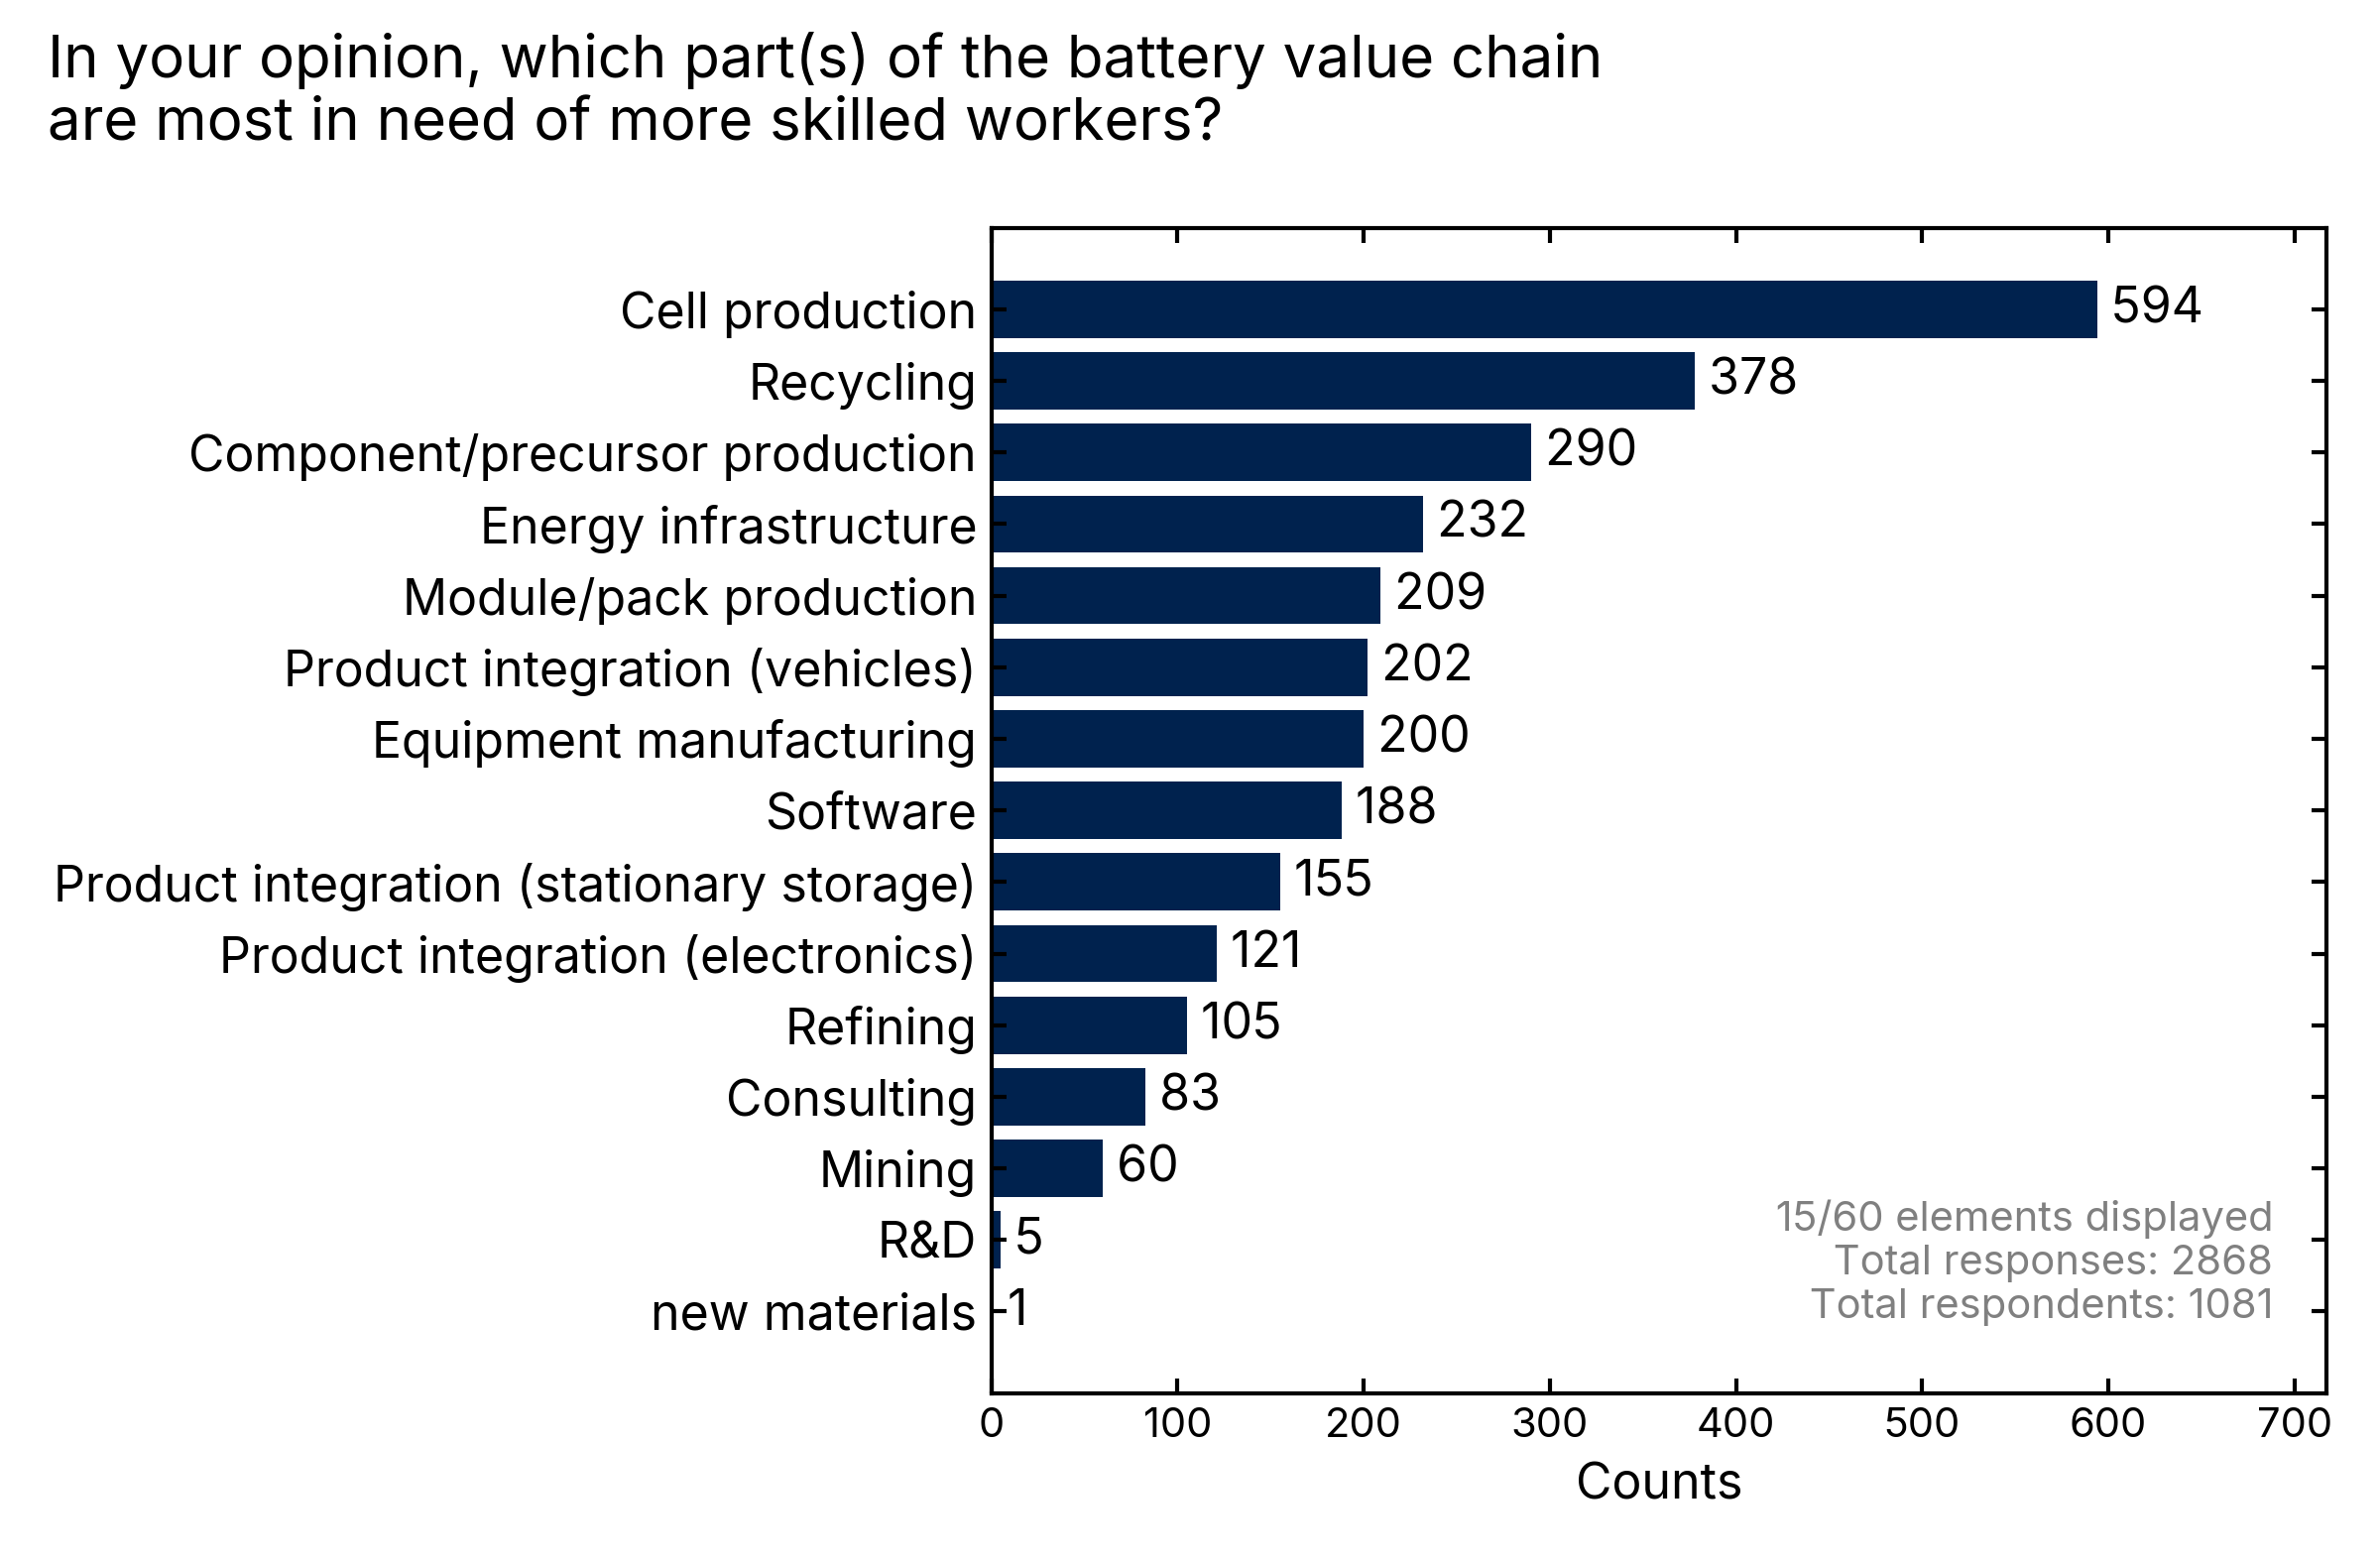 In your opinion, which part(s) of the battery value chain
are most in need of more skilled workers?
Cell production 594
Recycling 378
Component/precursor production 290
Energy infrastructure 232
Module/pack production 209
Product integration (vehicles) 202
Equipment manufacturing 200
Software 188
Product integration (stationary storage) 155
Product integration (electronics) 121
Refining 105
Consulting 83
Mining 60
R&D 5
new materials 1
15/60 elements displayed
Total responses: 2868
Total respondents: 1081
0 100 200 300 400 500 600 700
Counts